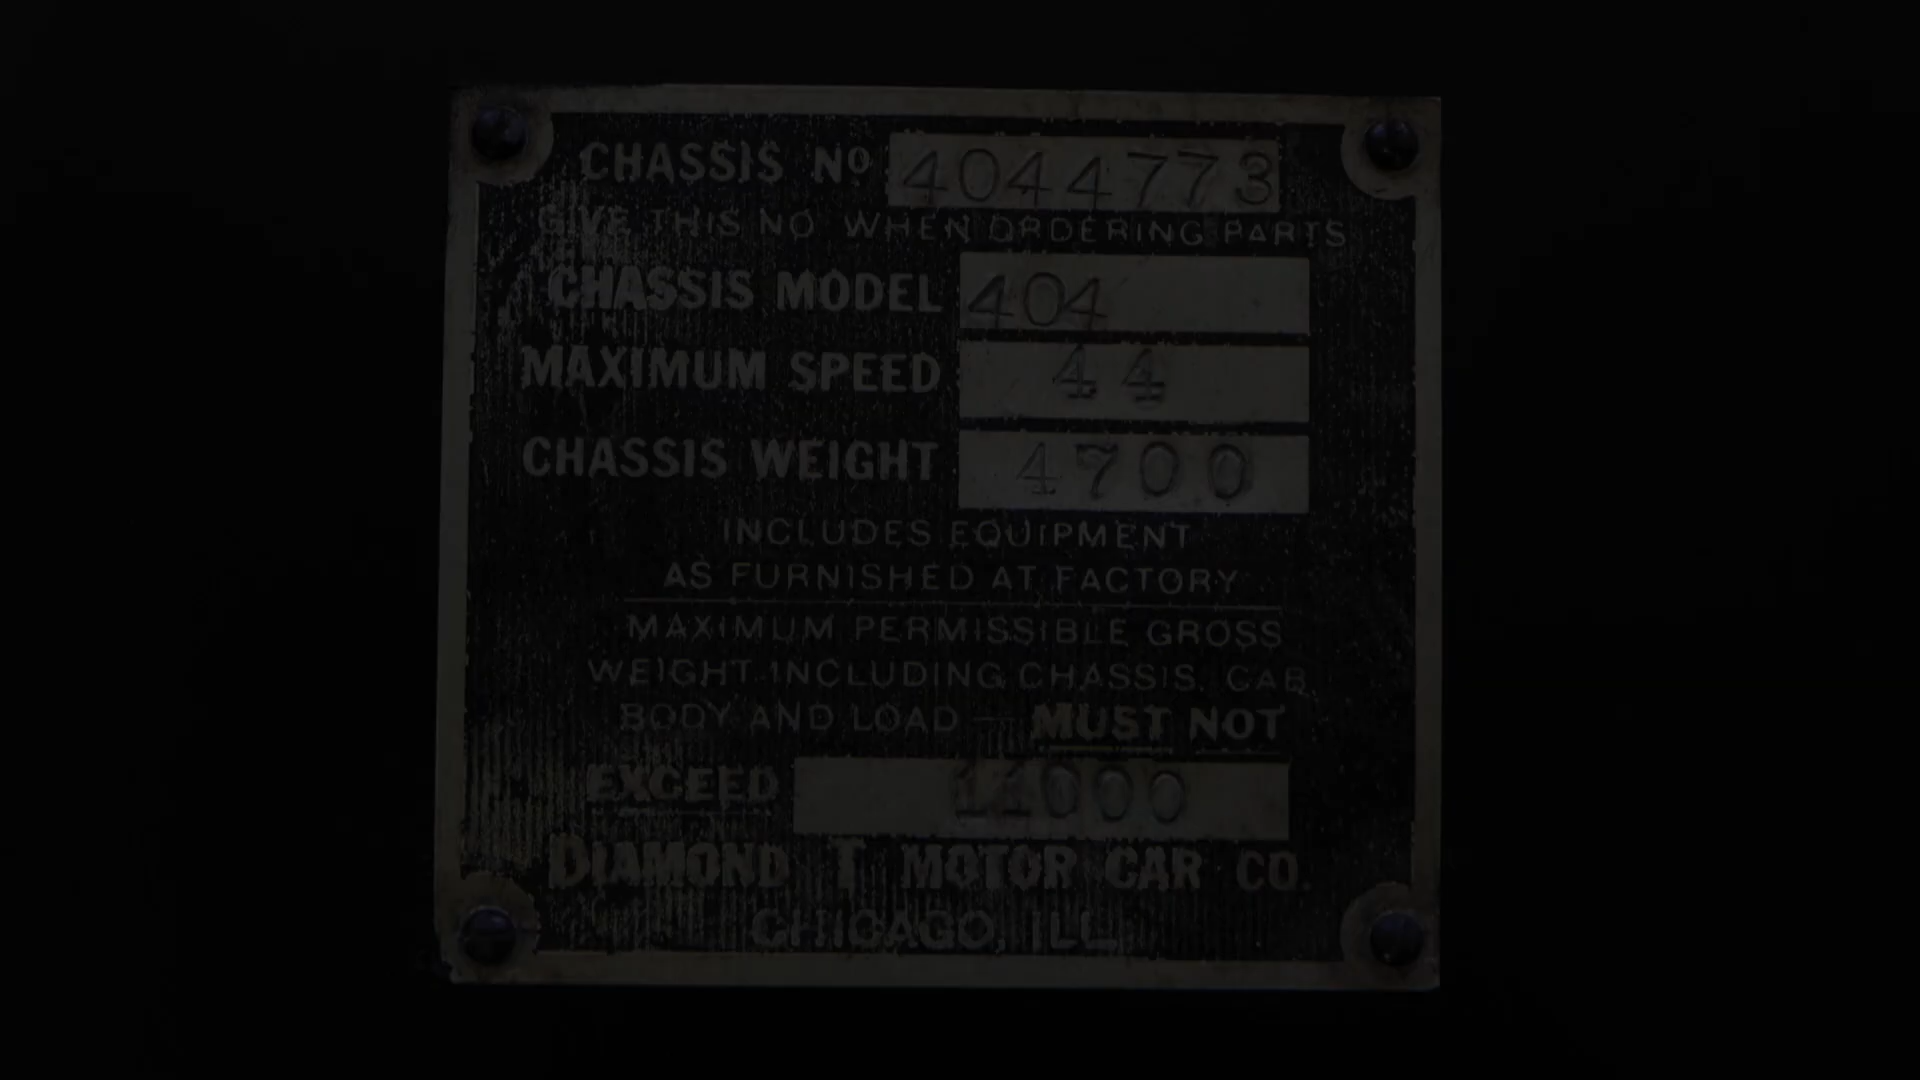 CHASSIS Nº 4044773
GIVE THIS NO WHEN ORDERING PARTS
CHASSIS MODEL 404
MAXIMUM SPEED 44
CHASSIS WEIGHT 4700
INCLUDES EQUIPMENT
AS FURNISHED AT FACTORY
MAXIMUM PERMISSIBLE GROSS
WEIGHT INCLUDING CHASSIS, CAB,
BODY AND LOAD — MUST NOT
EXCEED 11000
DIAMOND T MOTOR CAR CO.
CHICAGO, ILL.